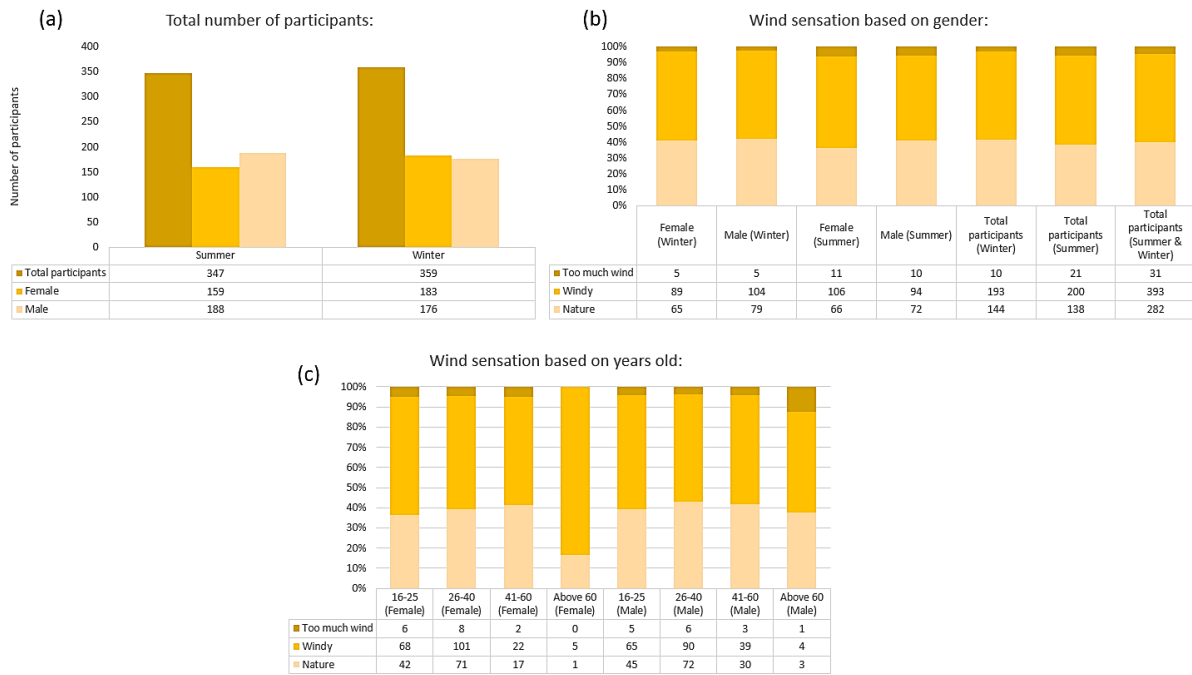 (a)
Total number of participants:
Number of participants
400
350
300
250
200
150
100
50
0
Summer Winter
Total participants 347 359
Female 159 183
Male 188 176
(b)
Wind sensation based on gender:
100%
90%
80%
70%
60%
50%
40%
30%
20%
10%
0%
Female (Winter) Male (Winter) Female (Summer) Male (Summer) Total participants (Winter) Total participants (Summer) Total participants (Summer & Winter)
Too much wind 5 5 11 10 10 21 31
Windy 89 104 106 94 193 200 393
Nature 65 79 66 72 144 138 282
(c)
Wind sensation based on years old:
100%
90%
80%
70%
60%
50%
40%
30%
20%
10%
0%
16-25 (Female) 26-40 (Female) 41-60 (Female) Above 60 (Female) 16-25 (Male) 26-40 (Male) 41-60 (Male) Above 60 (Male)
Too much wind 6 8 2 0 5 6 3 1
Windy 68 101 22 5 65 90 39 4
Nature 42 71 17 1 45 72 30 3